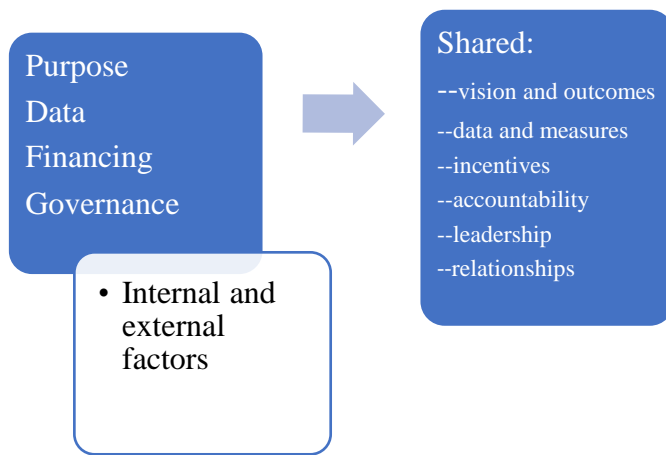 Purpose
Data
Financing
Governance
• Internal and
external
factors
Shared:
--vision and outcomes
--data and measures
--incentives
--accountability
--leadership
--relationships